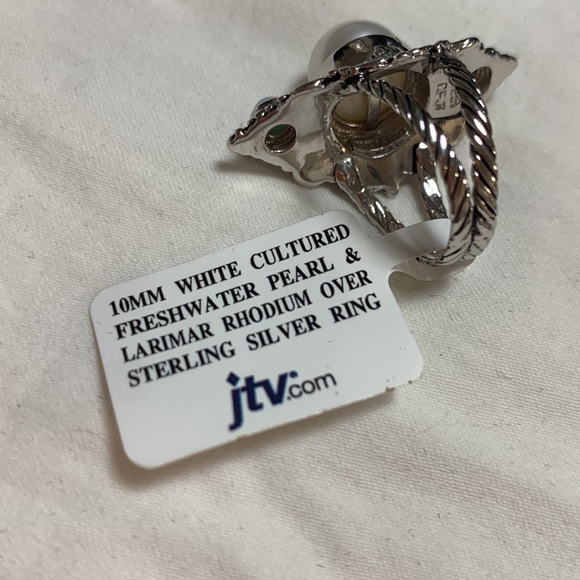 10MM WHITE CULTURED
FRESHWATER PEARL &
LARIMAR RHODIUM OVER
STERLING SILVER RING
jtv.com